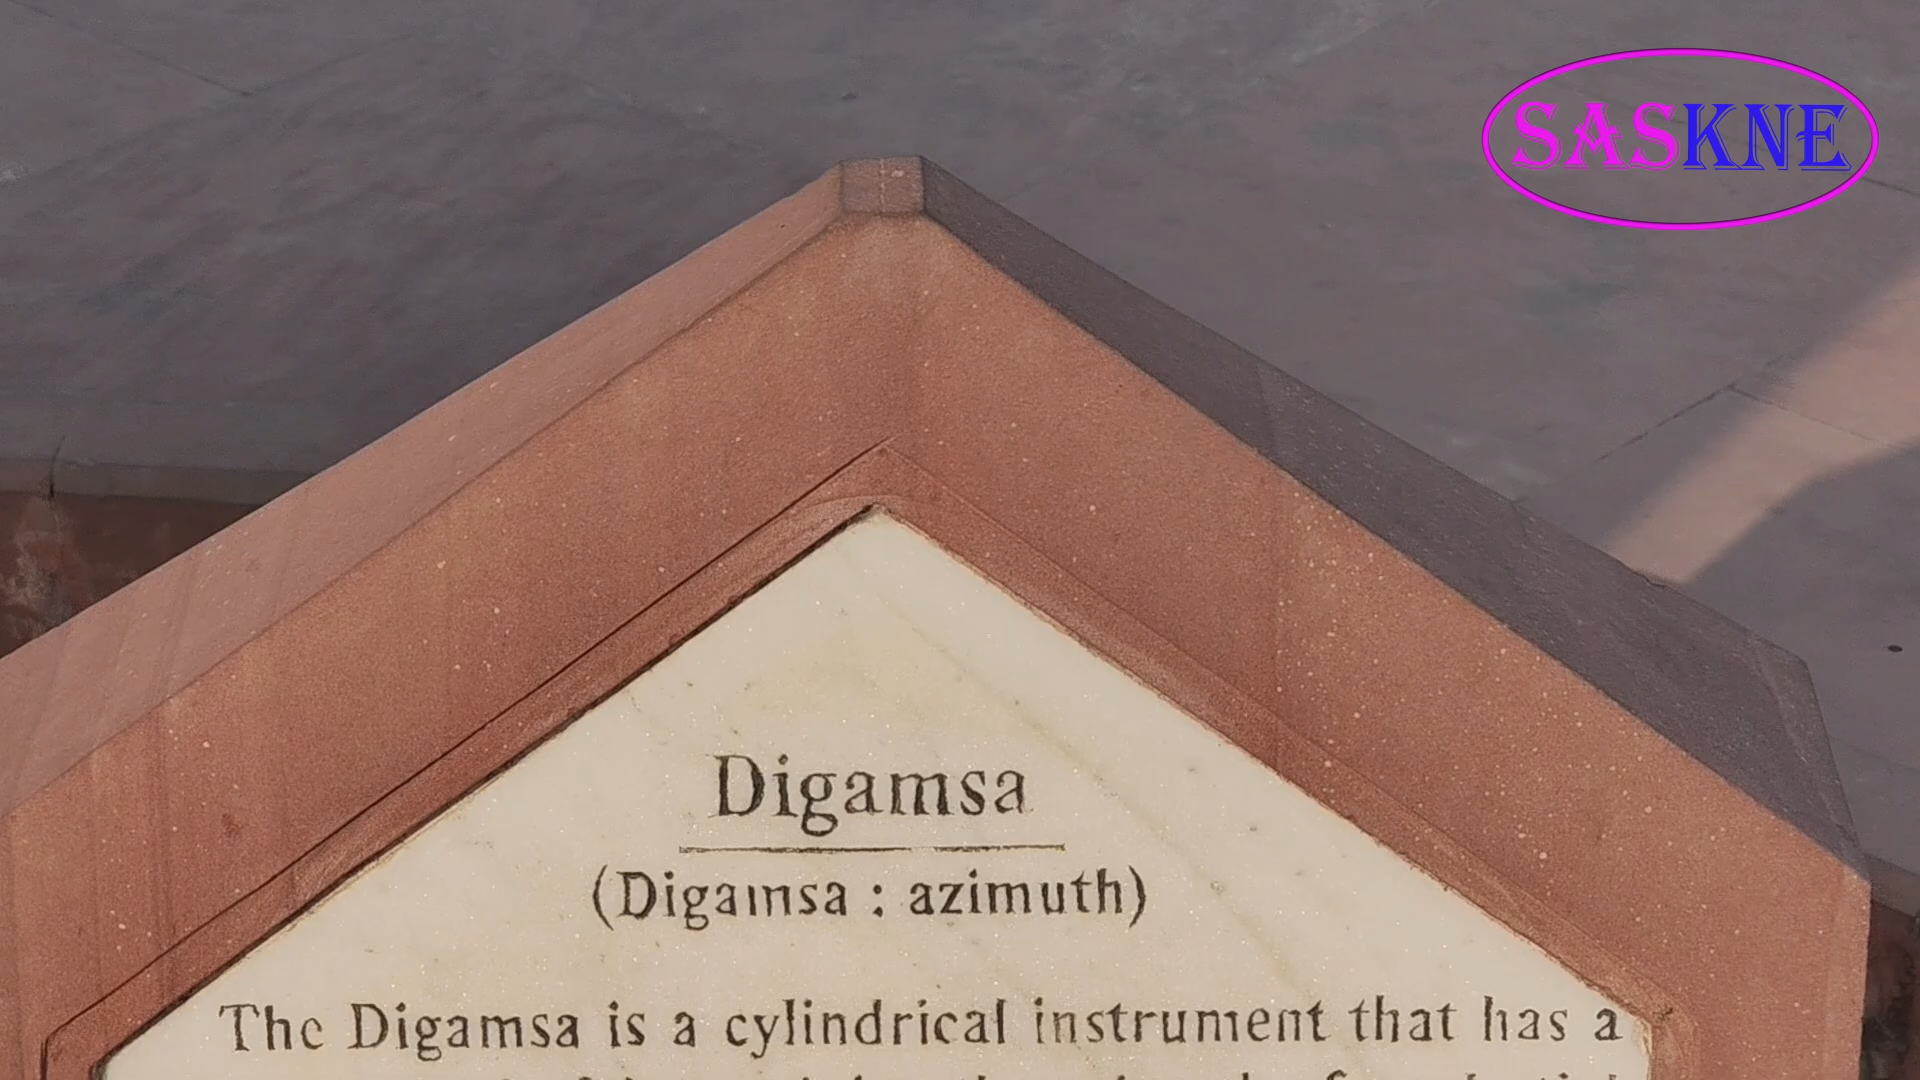 SASKNE
Digamsa
(Digamsa : azimuth)
The Digamsa is a cylindrical instrument that has a